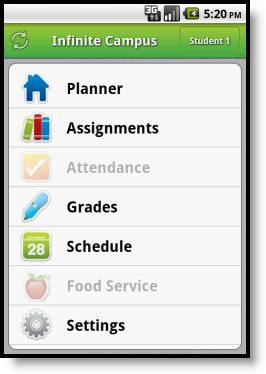 3G 5:20 PM
Infinite Campus Student 1
Planner
Assignments
Attendance
Grades
28 Schedule
Food Service
Settings